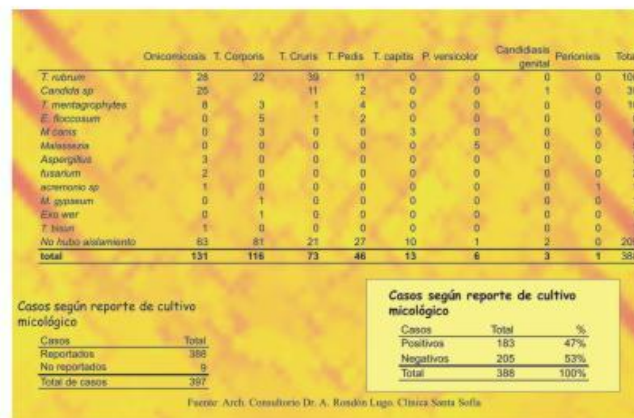 Onicomicosis T. Corporis T. Cruris T. Pedis T. capitis P. versicolor Candidiasis genital Perionixis
T. rubrum 28 22 39 11 0 0 0 0
Candida sp 25 11 2 0 0 1 0
T. mentagrophytes 8 3 1 4 0 0 0 0
E. floccosum 0 5 1 2 0 0 0 0
M canis 0 3 0 0 3 0 0 0
Malassezia 0 0 0 0 0 5 0 0
Aspergillus 3 0 0 0 0 0 0 0
fusarium 2 0 0 0 0 0 0 0
acremonio sp 1 0 0 0 0 0 0 1
M. gypseum 0 1 0 0 0 0 0 0
Exo wer 0 1 0 0 0 0 0 0
T. 1 0 0 0 0 0 0 0
No hubo aislamiento 63 81 21 27 10 1 2 0
total 131 116 73 46 13 6 3 1
Casos según reporte de cultivo
micológico
Casos Total
Reportados 388
No reportados 9
Total de casos 397
Casos según reporte de cultivo
micológico
Casos Total %
Positivos 183 47%
Negativos 205 53%
Total 388 100%
Fuente: Arch. Consultorio Dr. A. Rondón Lugo. Clínica Santa Sofía